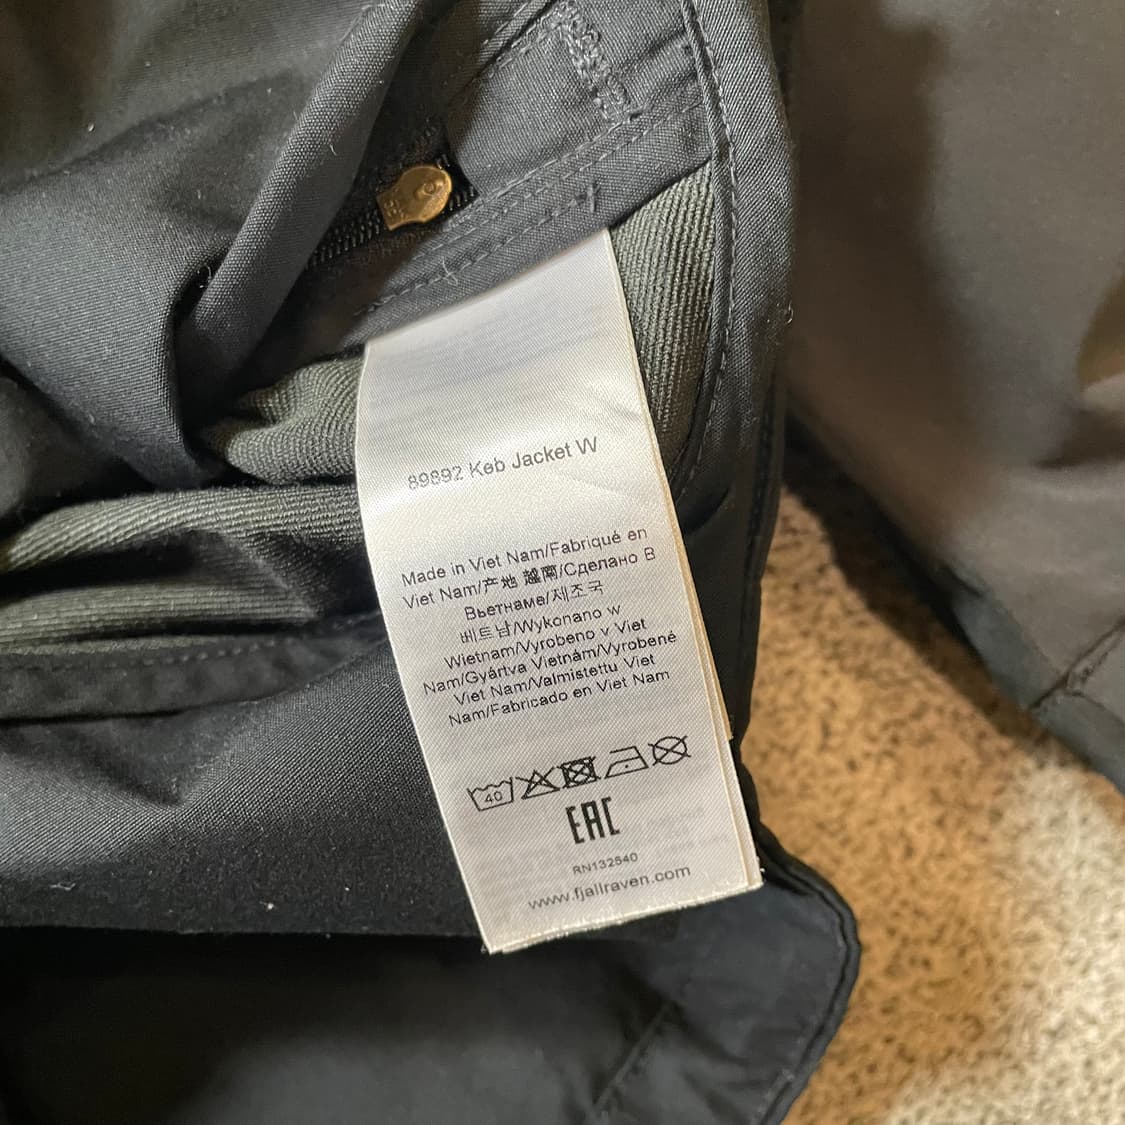 89892 Keb Jacket W
Made in Viet Nam/Fabriqué en
Viet Nam/产地 越南/Сделано В
Вьетнаме/제조국
베트남/Wykonano w
Wietnam/Vyrobeno v Viet
Nam/Gyártva Vietnám/Vyrobené
Viet Nam/Valmistettu Viet
Nam/Fabricado en Viet Nam
40
EAC
RN132640
www.fjallraven.com